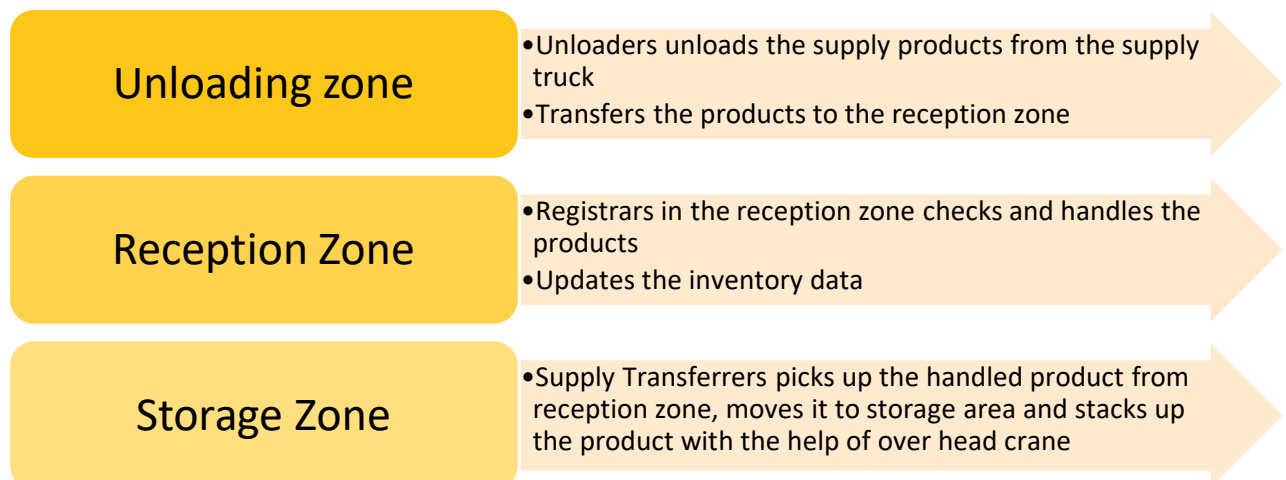 Unloading zone
•Unloaders unloads the supply products from the supply
truck
•Transfers the products to the reception zone
Reception Zone
•Registrars in the reception zone checks and handles the
products
•Updates the inventory data
Storage Zone
•Supply Transferrers picks up the handled product from
reception zone, moves it to storage area and stacks up
the product with the help of over head crane